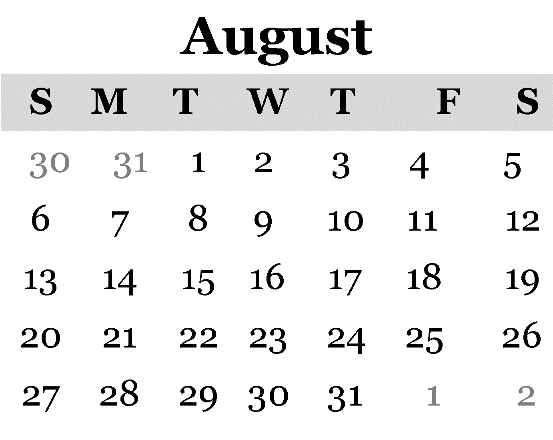 August
S M T W T F S
30 31 1 2 3 4 5
6 7 8 9 10 11 12
13 14 15 16 17 18 19
20 21 22 23 24 25 26
27 28 29 30 31 1 2